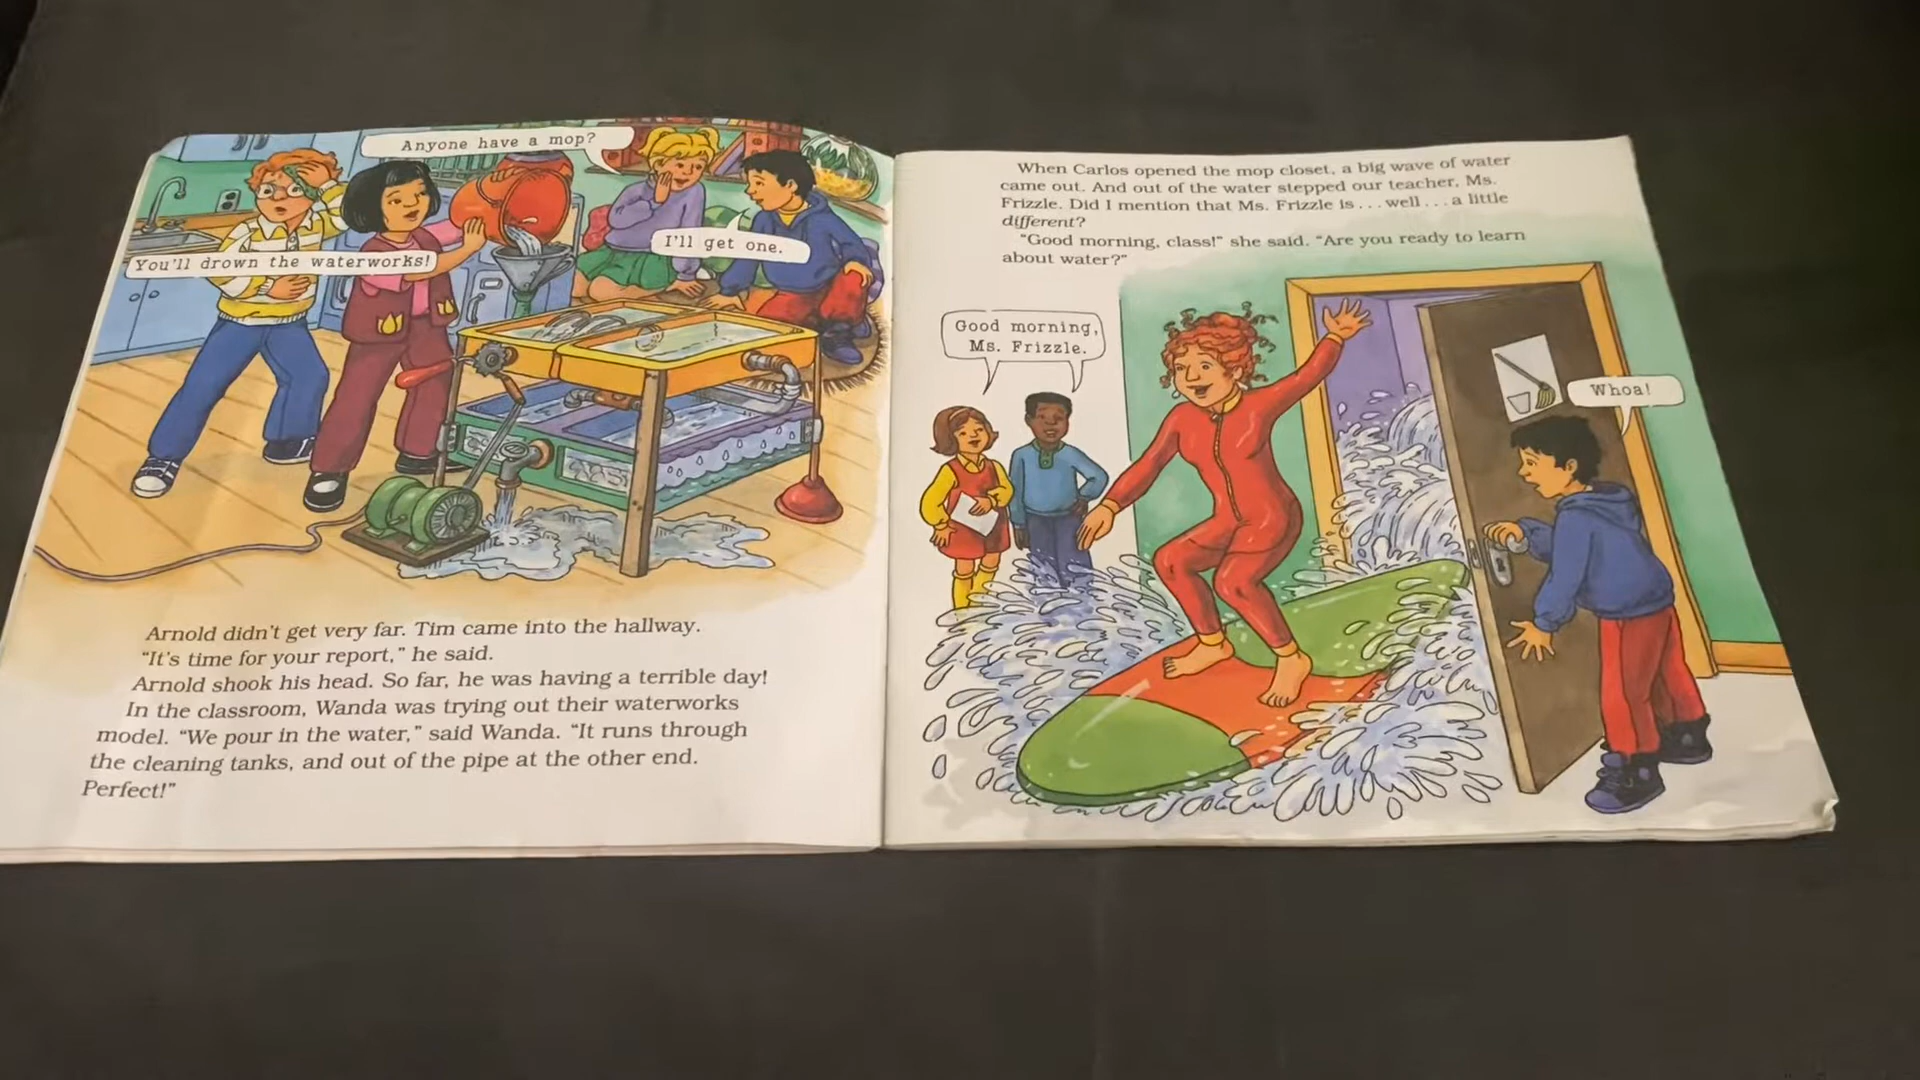 Anyone have a mop?
I'll get one.
You'll drown the waterworks!
Arnold didn't get very far. Tim came into the hallway.
“It's time for your report,” he said.
Arnold shook his head. So far, he was having a terrible day!
In the classroom, Wanda was trying out their waterworks
model. “We pour in the water,” said Wanda. “It runs through
the cleaning tanks, and out of the pipe at the other end.
Perfect!”
When Carlos opened the mop closet, a big wave of water
came out. And out of the water stepped our teacher, Ms.
Frizzle. Did I mention that Ms. Frizzle is . . . well . . . a little
different?
“Good morning, class!” she said. “Are you ready to learn
about water?”
Good morning,
Ms. Frizzle.
Whoa!